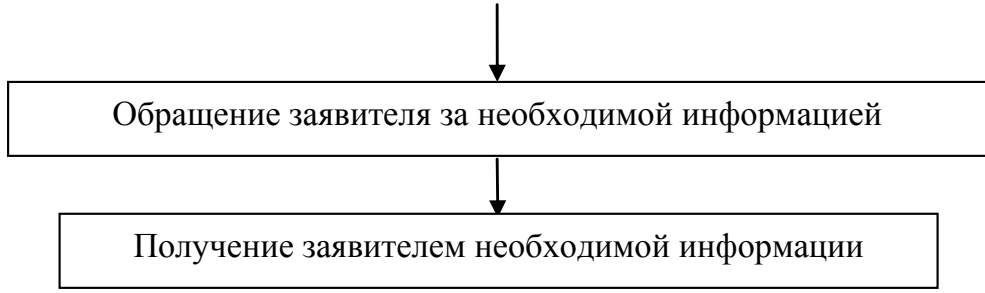 Обращение заявителя за необходимой информацией
Получение заявителем необходимой информации